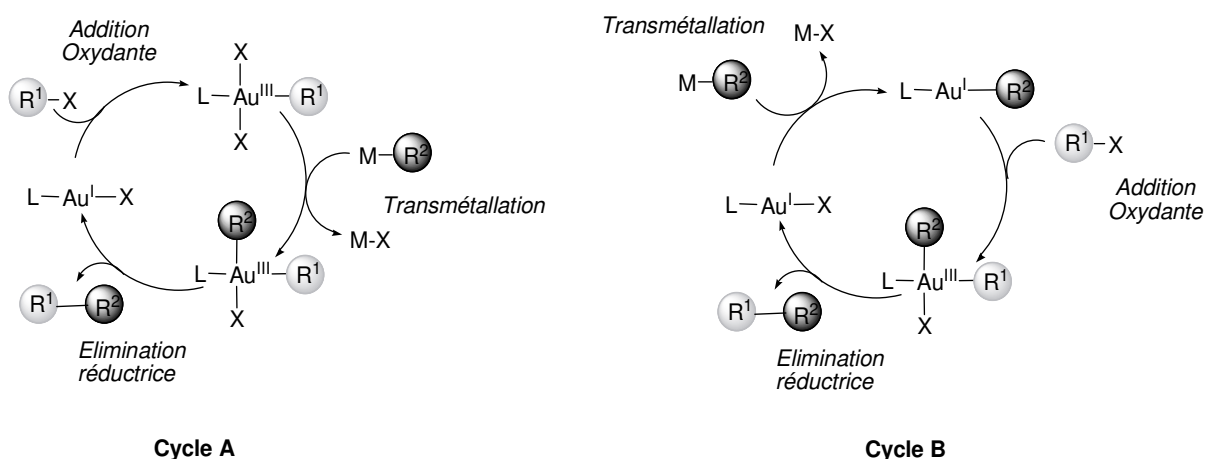 Addition
Oxydante
R¹–X
X
L–Auᴵᴵᴵ–R¹
X
M–R²
Transmétallation
M-X
L–Auᴵ–X
R²
L–Auᴵᴵᴵ–R¹
X
R¹–R²
Elimination
réductrice
Cycle A
Transmétallation
M-X
M–R²
L–Auᴵ–R²
R¹–X
Addition
Oxydante
L–Auᴵ–X
R²
L–Auᴵᴵᴵ–R¹
X
R¹–R²
Elimination
réductrice
Cycle B